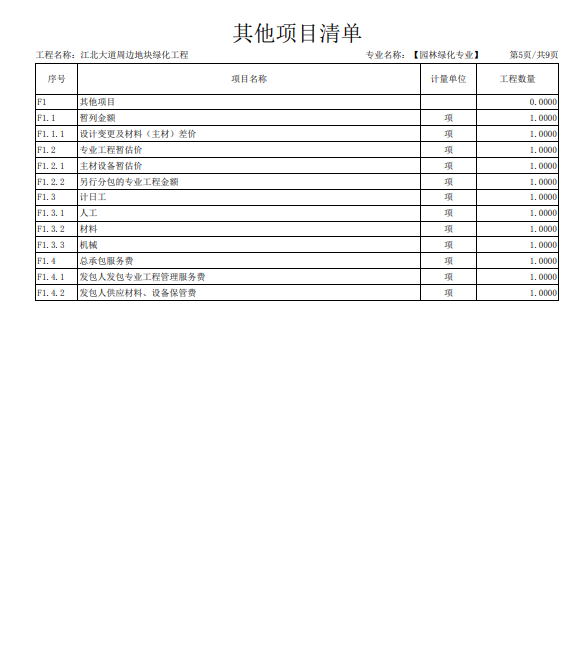 其他项目清单
工程名称：江北大道周边地块绿化工程 专业名称：【园林绿化专业】 第5页/共9页
序号 项目名称 计量单位 工程数量
F1 其他项目 0.0000
F1.1 暂列金额 项 1.0000
F1.1.1 设计变更及材料（主材）差价 项 1.0000
F1.2 专业工程暂估价 项 1.0000
F1.2.1 主材设备暂估价 项 1.0000
F1.2.2 另行分包的专业工程金额 项 1.0000
F1.3 计日工 项 1.0000
F1.3.1 人工 项 1.0000
F1.3.2 材料 项 1.0000
F1.3.3 机械 项 1.0000
F1.4 总承包服务费 项 1.0000
F1.4.1 发包人发包专业工程管理服务费 项 1.0000
F1.4.2 发包人供应材料、设备保管费 项 1.0000